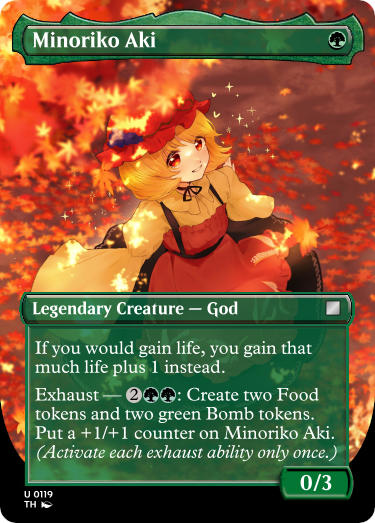 Minoriko Aki
Legendary Creature — God
If you would gain life, you gain that
much life plus 1 instead.
Exhaust — 2: Create two Food
tokens and two green Bomb tokens.
Put a +1/+1 counter on Minoriko Aki.
(Activate each exhaust ability only once.)
0/3
U 0119
TH